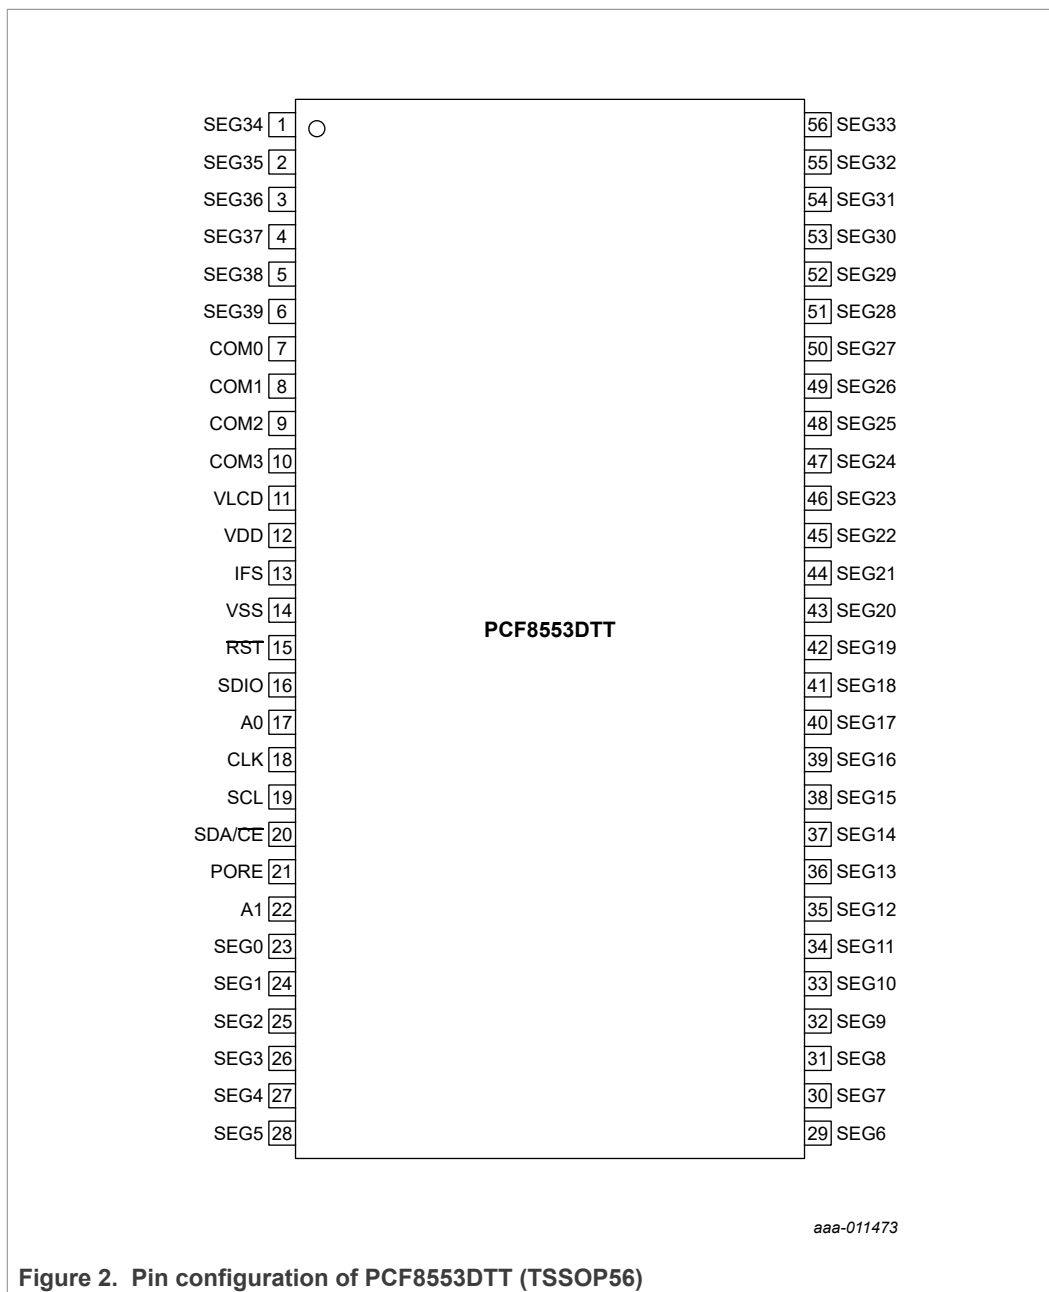 SEG34 1 56 SEG33
SEG35 2 55 SEG32
SEG36 3 54 SEG31
SEG37 4 53 SEG30
SEG38 5 52 SEG29
SEG39 6 51 SEG28
COM0 7 50 SEG27
COM1 8 49 SEG26
COM2 9 48 SEG25
COM3 10 47 SEG24
VLCD 11 46 SEG23
VDD 12 45 SEG22
IFS 13 44 SEG21
VSS 14 43 SEG20
PCF8553DTT
R̅S̅T̅ 15 42 SEG19
SDIO 16 41 SEG18
A0 17 40 SEG17
CLK 18 39 SEG16
SCL 19 38 SEG15
SDA/C̅E̅ 20 37 SEG14
PORE 21 36 SEG13
A1 22 35 SEG12
SEG0 23 34 SEG11
SEG1 24 33 SEG10
SEG2 25 32 SEG9
SEG3 26 31 SEG8
SEG4 27 30 SEG7
SEG5 28 29 SEG6
aaa-011473
Figure 2. Pin configuration of PCF8553DTT (TSSOP56)